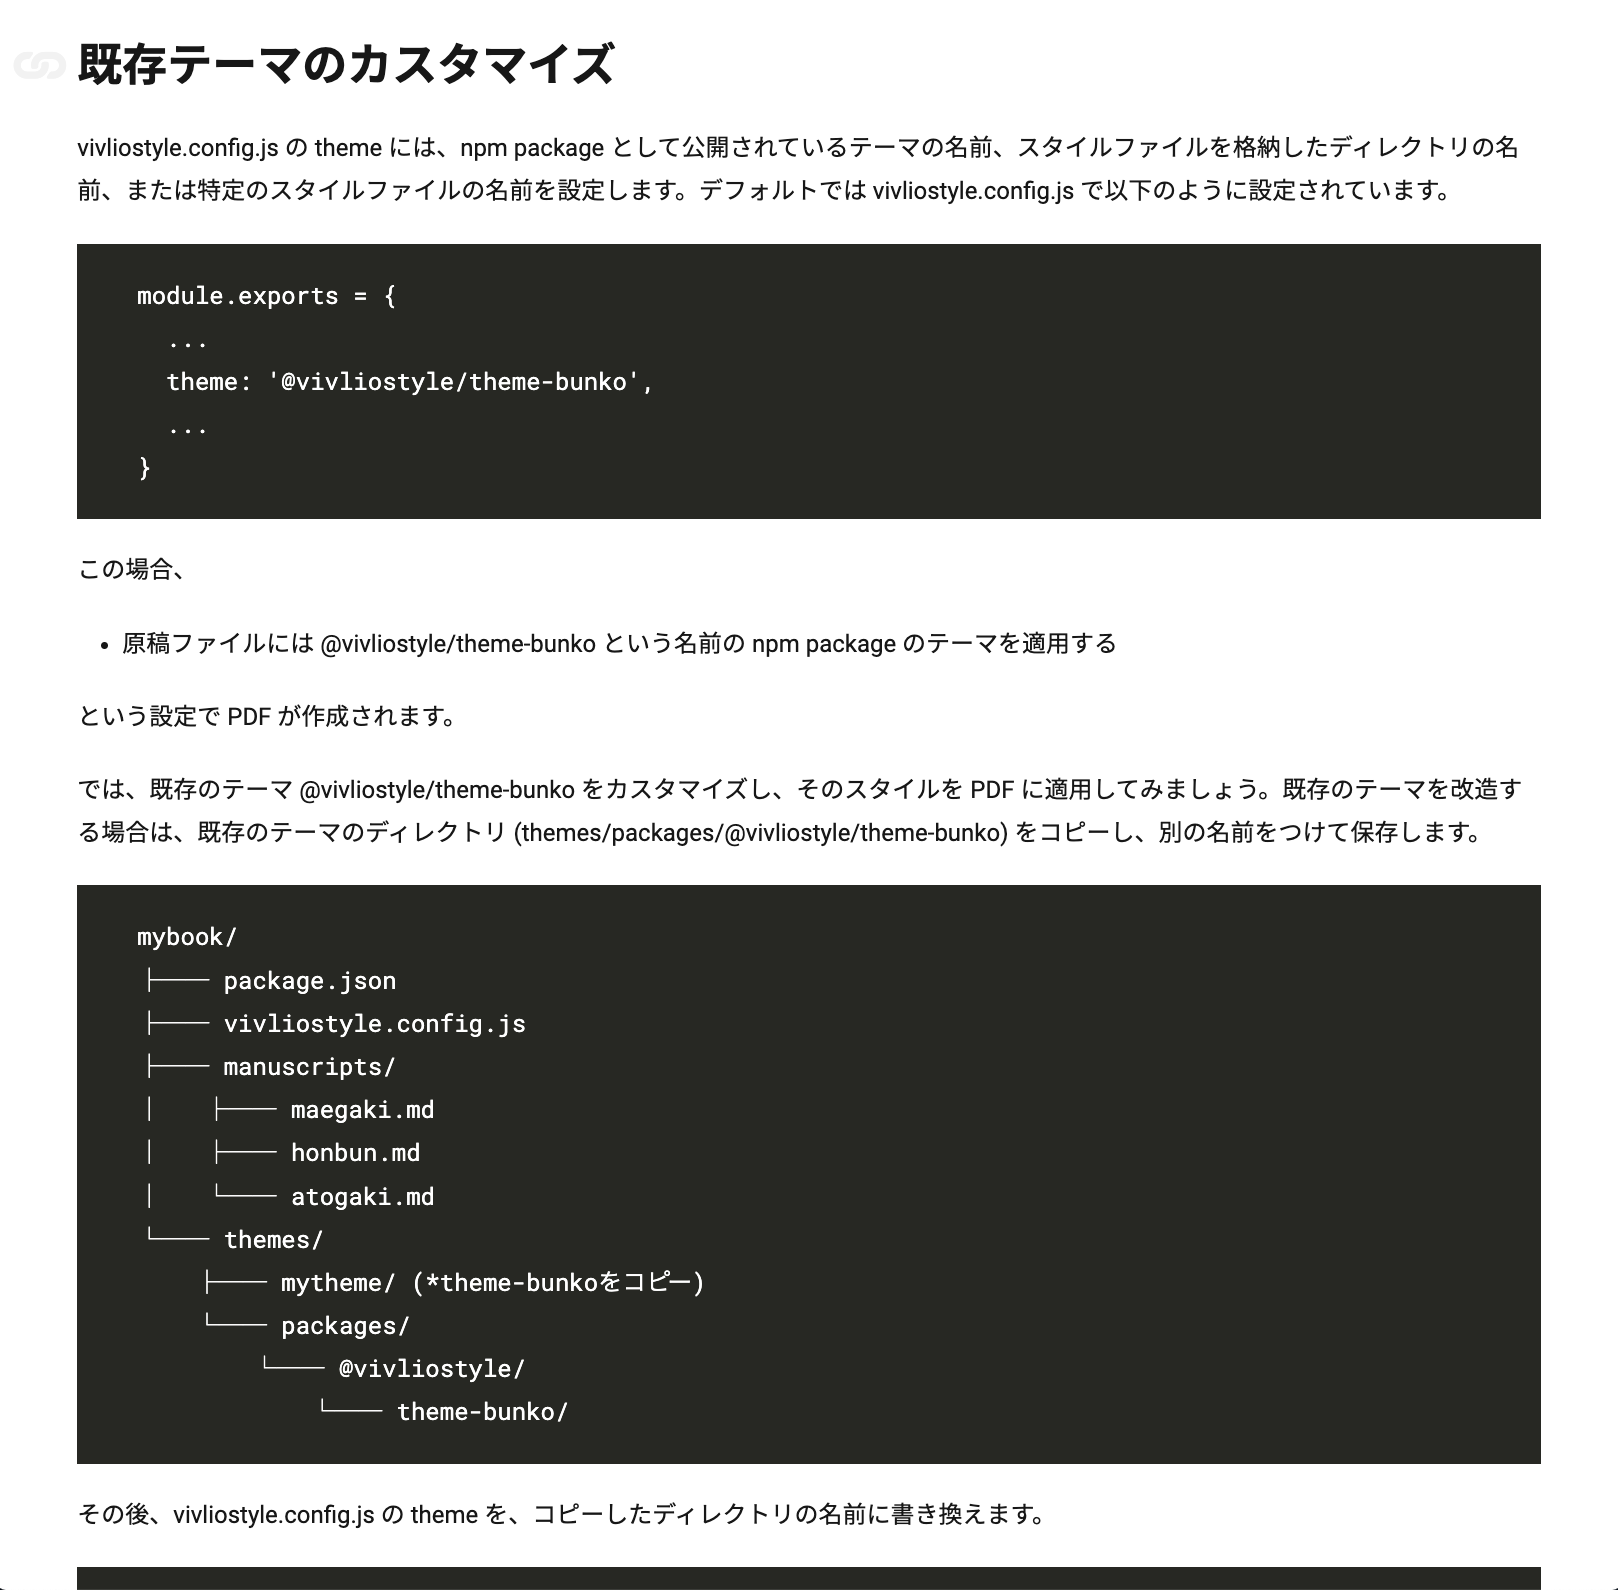 既存テーマのカスタマイズ
vivliostyle.config.js の theme には、npm package として公開されているテーマの名前、スタイルファイルを格納したディレクトリの名
前、または特定のスタイルファイルの名前を設定します。デフォルトでは vivliostyle.config.js で以下のように設定されています。
module.exports = {
  ...
  theme: '@vivliostyle/theme-bunko',
  ...
}
この場合、
• 原稿ファイルには @vivliostyle/theme-bunko という名前の npm package のテーマを適用する
という設定で PDF が作成されます。
では、既存のテーマ @vivliostyle/theme-bunko をカスタマイズし、そのスタイルを PDF に適用してみましょう。既存のテーマを改造す
る場合は、既存のテーマのディレクトリ (themes/packages/@vivliostyle/theme-bunko) をコピーし、別の名前をつけて保存します。
mybook/
├── package.json
├── vivliostyle.config.js
├── manuscripts/
│   ├── maegaki.md
│   ├── honbun.md
│   └── atogaki.md
└── themes/
    ├── mytheme/ (*theme-bunkoをコピー)
    └── packages/
        └── @vivliostyle/
            └── theme-bunko/
その後、vivliostyle.config.js の theme を、コピーしたディレクトリの名前に書き換えます。